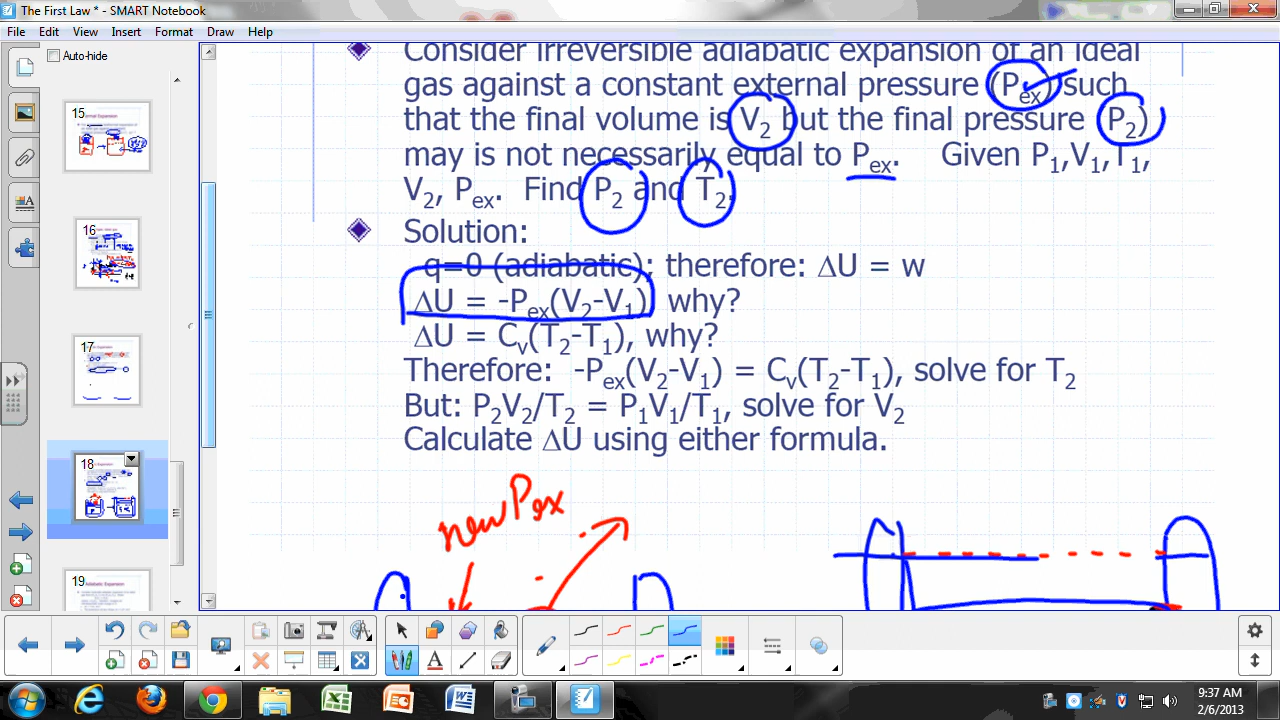 The First Law * - SMART Notebook
File Edit View Insert Format Draw Window Help
Auto-hide
15
16
17
18
19
Consider irreversible adiabatic expansion of an ideal
gas against a constant external pressure (Pex) such
that the final volume is V2 but the final pressure (P2)
may is not necessarily equal to Pex. Given P1,V1,T1,
V2, Pex. Find P2 and T2.
Solution:
q=0 (adiabatic); therefore: ΔU = w
ΔU = -Pex(V2-V1) why?
ΔU = Cv(T2-T1), why?
Therefore: -Pex(V2-V1) = Cv(T2-T1), solve for T2
But: P2V2/T2 = P1V1/T1, solve for V2
Calculate ΔU using either formula.
new Pex
9:37 AM
2/6/2013